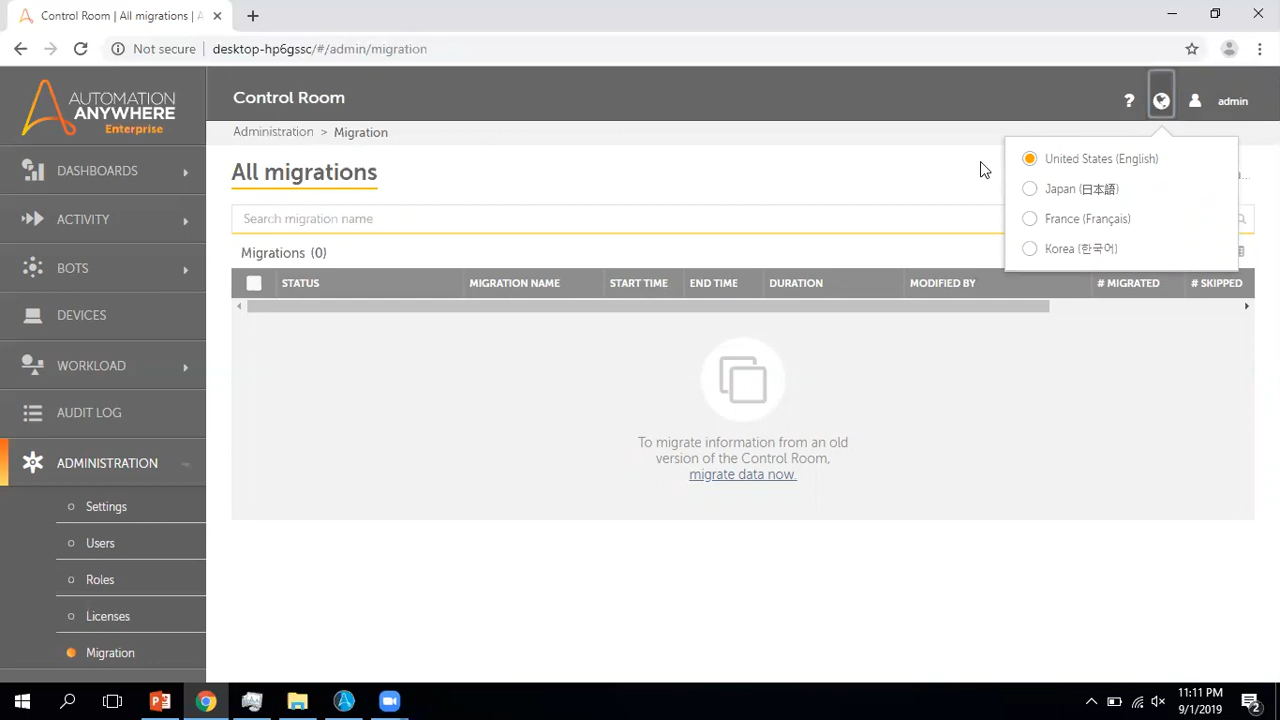 Control Room | All migrations | A
Not secure
desktop-hp6gssc/#/admin/migration
AUTOMATION
ANYWHERE
Enterprise
Control Room
? admin
Administration > Migration
All migrations
United States (English)
Japan (日本語)
France (Français)
Korea (한국어)
Search migration name
Migrations (0)
STATUS MIGRATION NAME START TIME END TIME DURATION MODIFIED BY # MIGRATED # SKIPPED
To migrate information from an old
version of the Control Room,
migrate data now.
DASHBOARDS
ACTIVITY
BOTS
DEVICES
WORKLOAD
AUDIT LOG
ADMINISTRATION
Settings
Users
Roles
Licenses
Migration
11:11 PM
9/1/2019
2